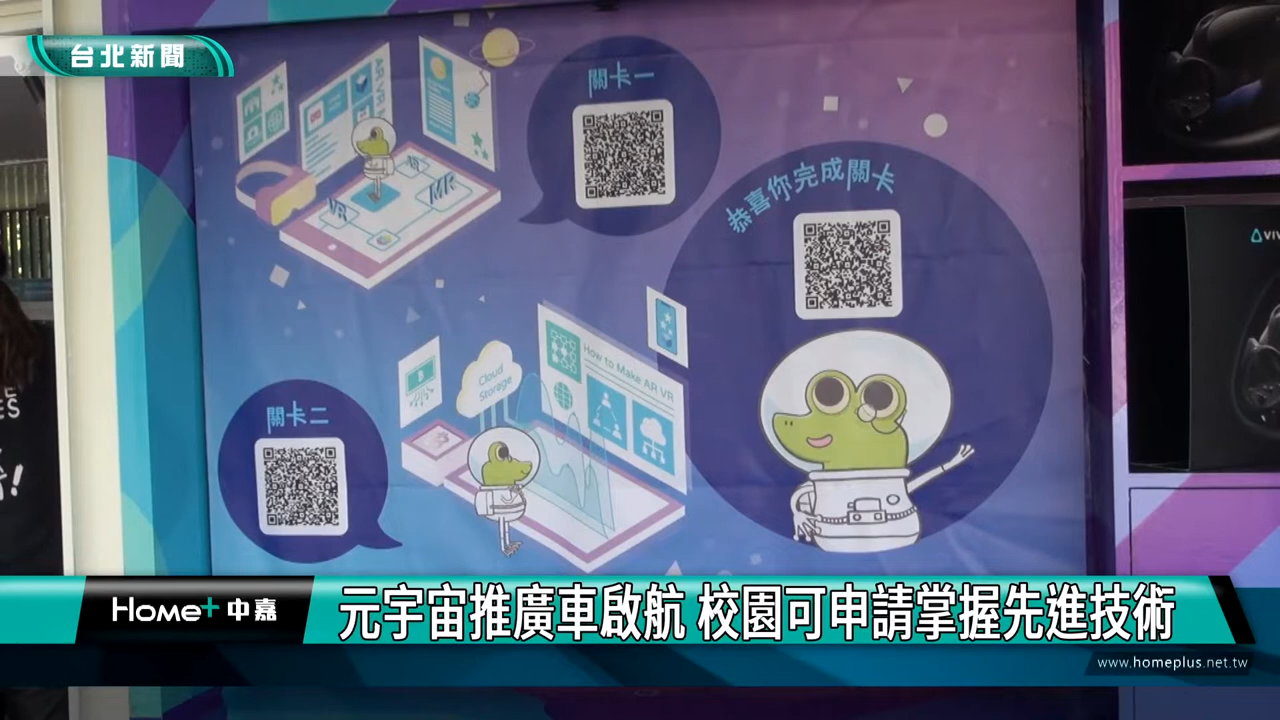 台北新聞
關卡一
恭喜你完成關卡
AR VR
VR
MR
VIV
How to Make AR VR
Cloud
Storage
關卡二
Home+ 中嘉
元宇宙推廣車啟航 校園可申請掌握先進技術
www.homeplus.net.tw